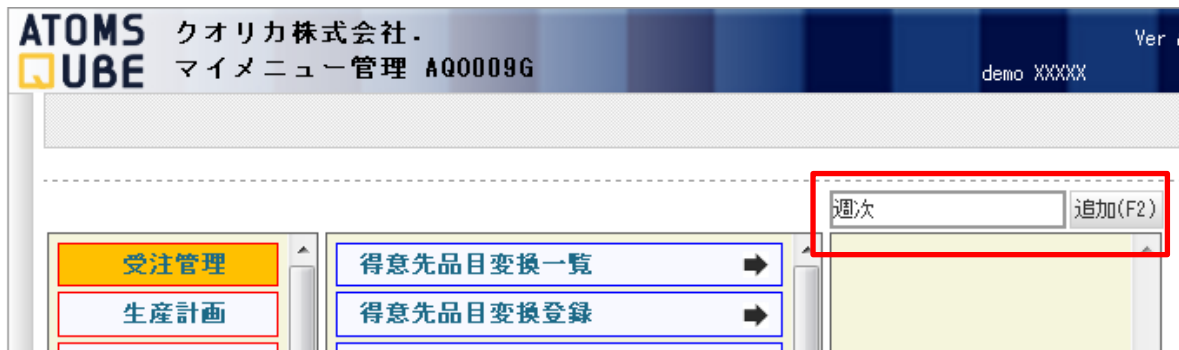 ATOMS
QUBE
クオリカ株式会社.
マイメニュー管理 AQ0009G
Ver
demo XXXXX
週次
追加(F2)
受注管理
得意先品目変換一覧
生産計画
得意先品目変換登録